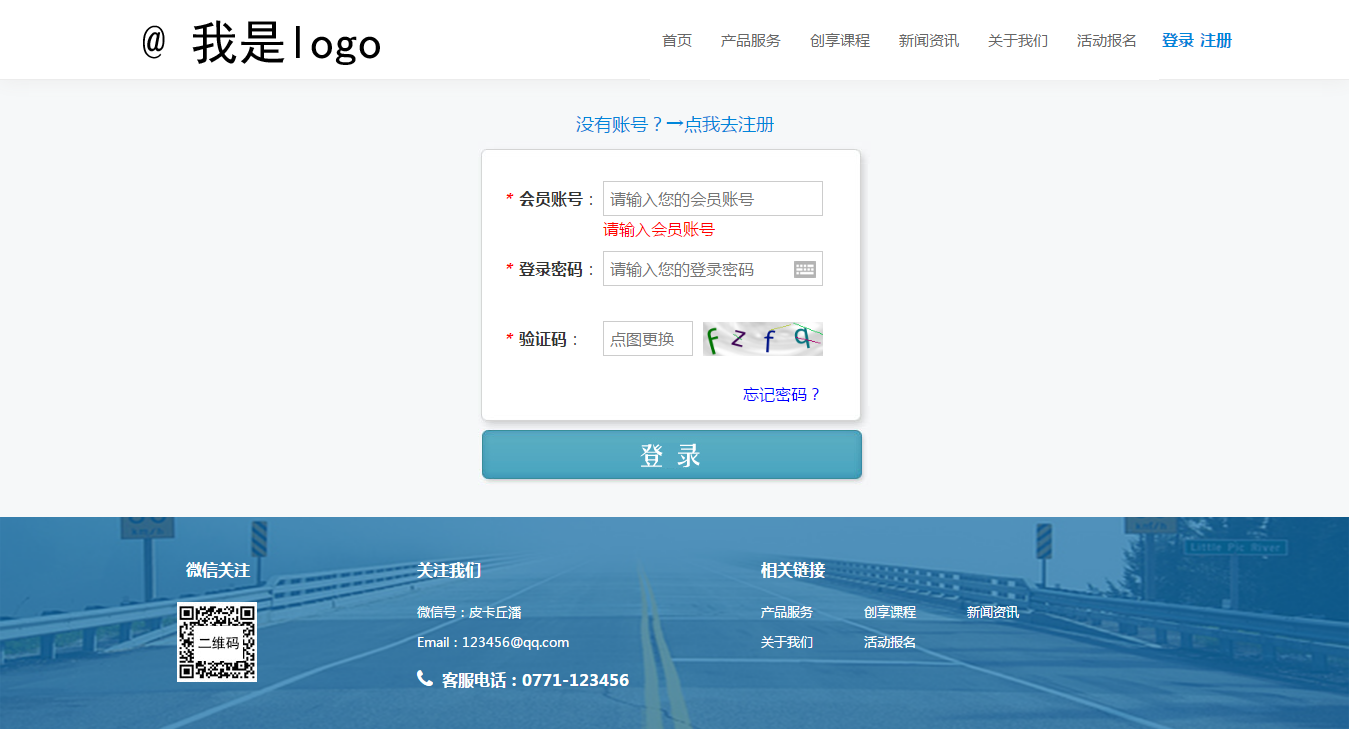 @ 我是logo
首页 产品服务 创享课程 新闻资讯 关于我们 活动报名 登录 注册
没有账号？→点我去注册
* 会员账号： 请输入您的会员账号
请输入会员账号
* 登录密码： 请输入您的登录密码
* 验证码： 点图更换 Fzfq
忘记密码？
登 录
km/h
km/h
Little Pic River
微信关注 关注我们 相关链接
微信号：皮卡丘潘 产品服务 创享课程 新闻资讯
二维码
Email：123456@qq.com 关于我们 活动报名
客服电话：0771-123456